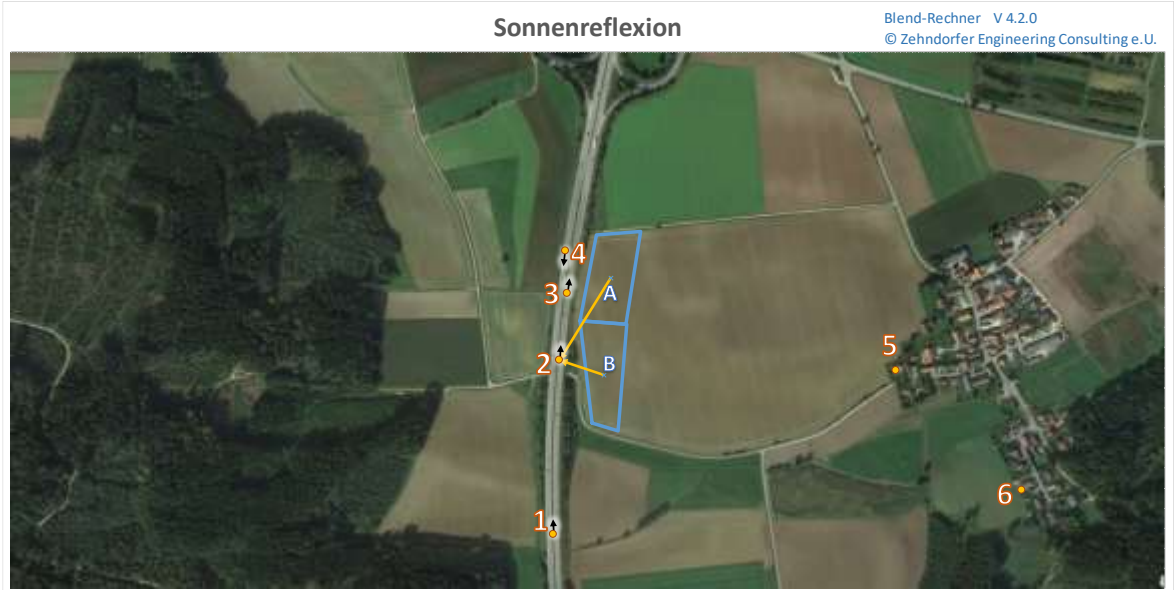 Sonnenreflexion
Blend-Rechner V 4.2.0
© Zehndorfer Engineering Consulting e.U.
4
3
A
2
B
5
1
6